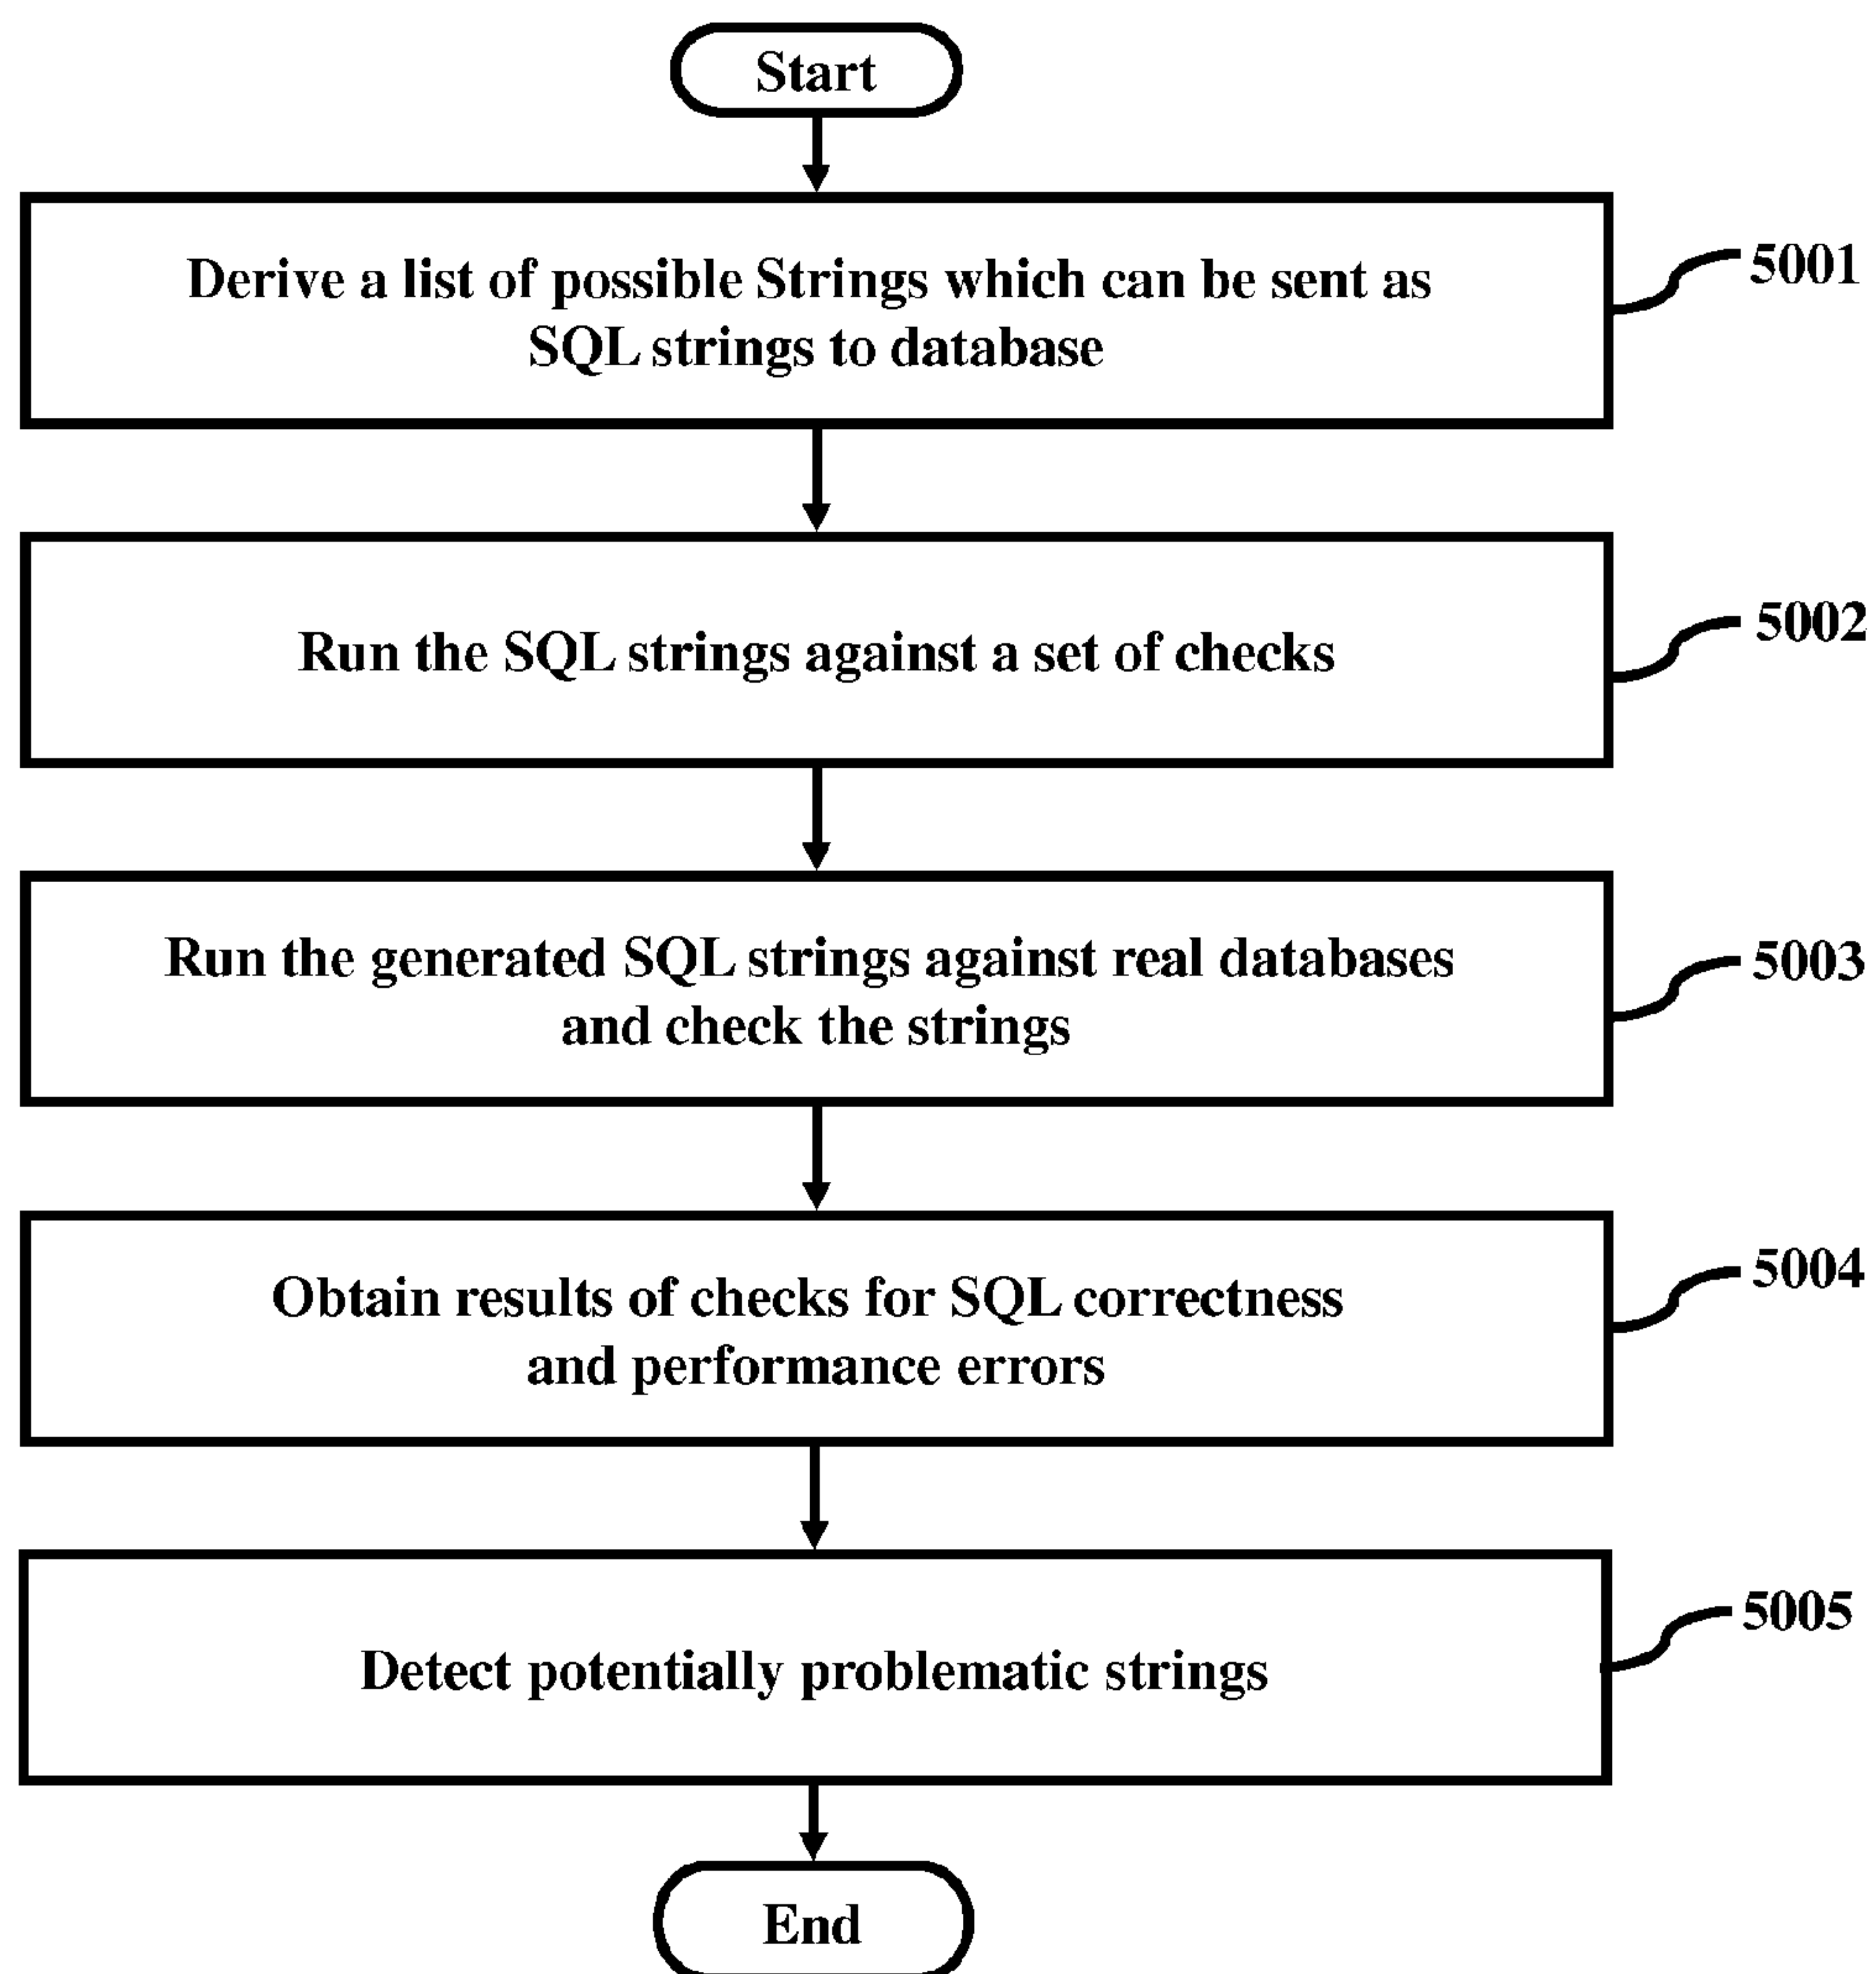 Start
Derive a list of possible Strings which can be sent as
SQL strings to database
5001
Run the SQL strings against a set of checks
5002
Run the generated SQL strings against real databases
and check the strings
5003
Obtain results of checks for SQL correctness
and performance errors
5004
Detect potentially problematic strings
5005
End